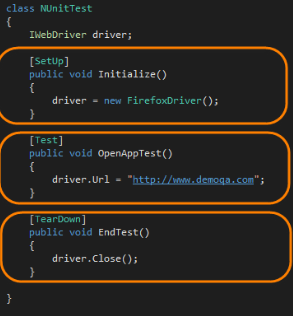 class NUnitTest
{
IWebDriver driver;
[SetUp]
public void Initialize()
{
driver = new FirefoxDriver();
}
[Test]
public void OpenAppTest()
{
driver.Url = "http://www.demoqa.com";
}
[TearDown]
public void EndTest()
{
driver.Close();
}
}